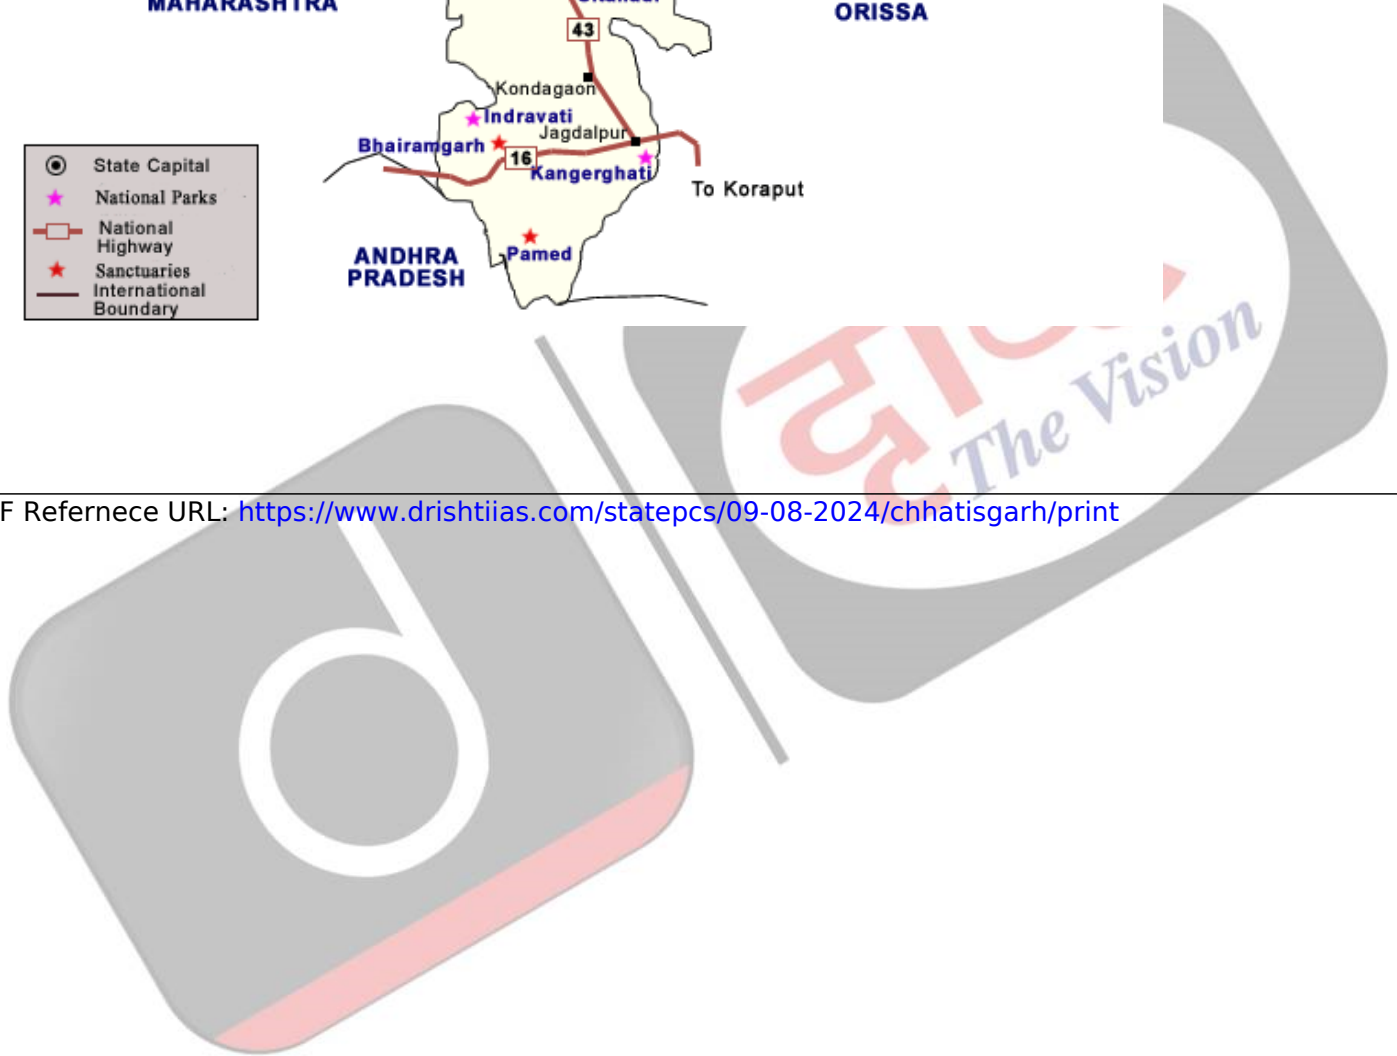 MAHARASHTRA
ORISSA
43
Kondagaon
Indravati
Jagdalpur
Bhairamgarh
16
Kangerghati
To Koraput
State Capital
National Parks
National
Highway
Sanctuaries
International
Boundary
ANDHRA
PRADESH
Pamed
The Vision
F Refernece URL: https://www.drishtiias.com/statepcs/09-08-2024/chhatisgarh/print